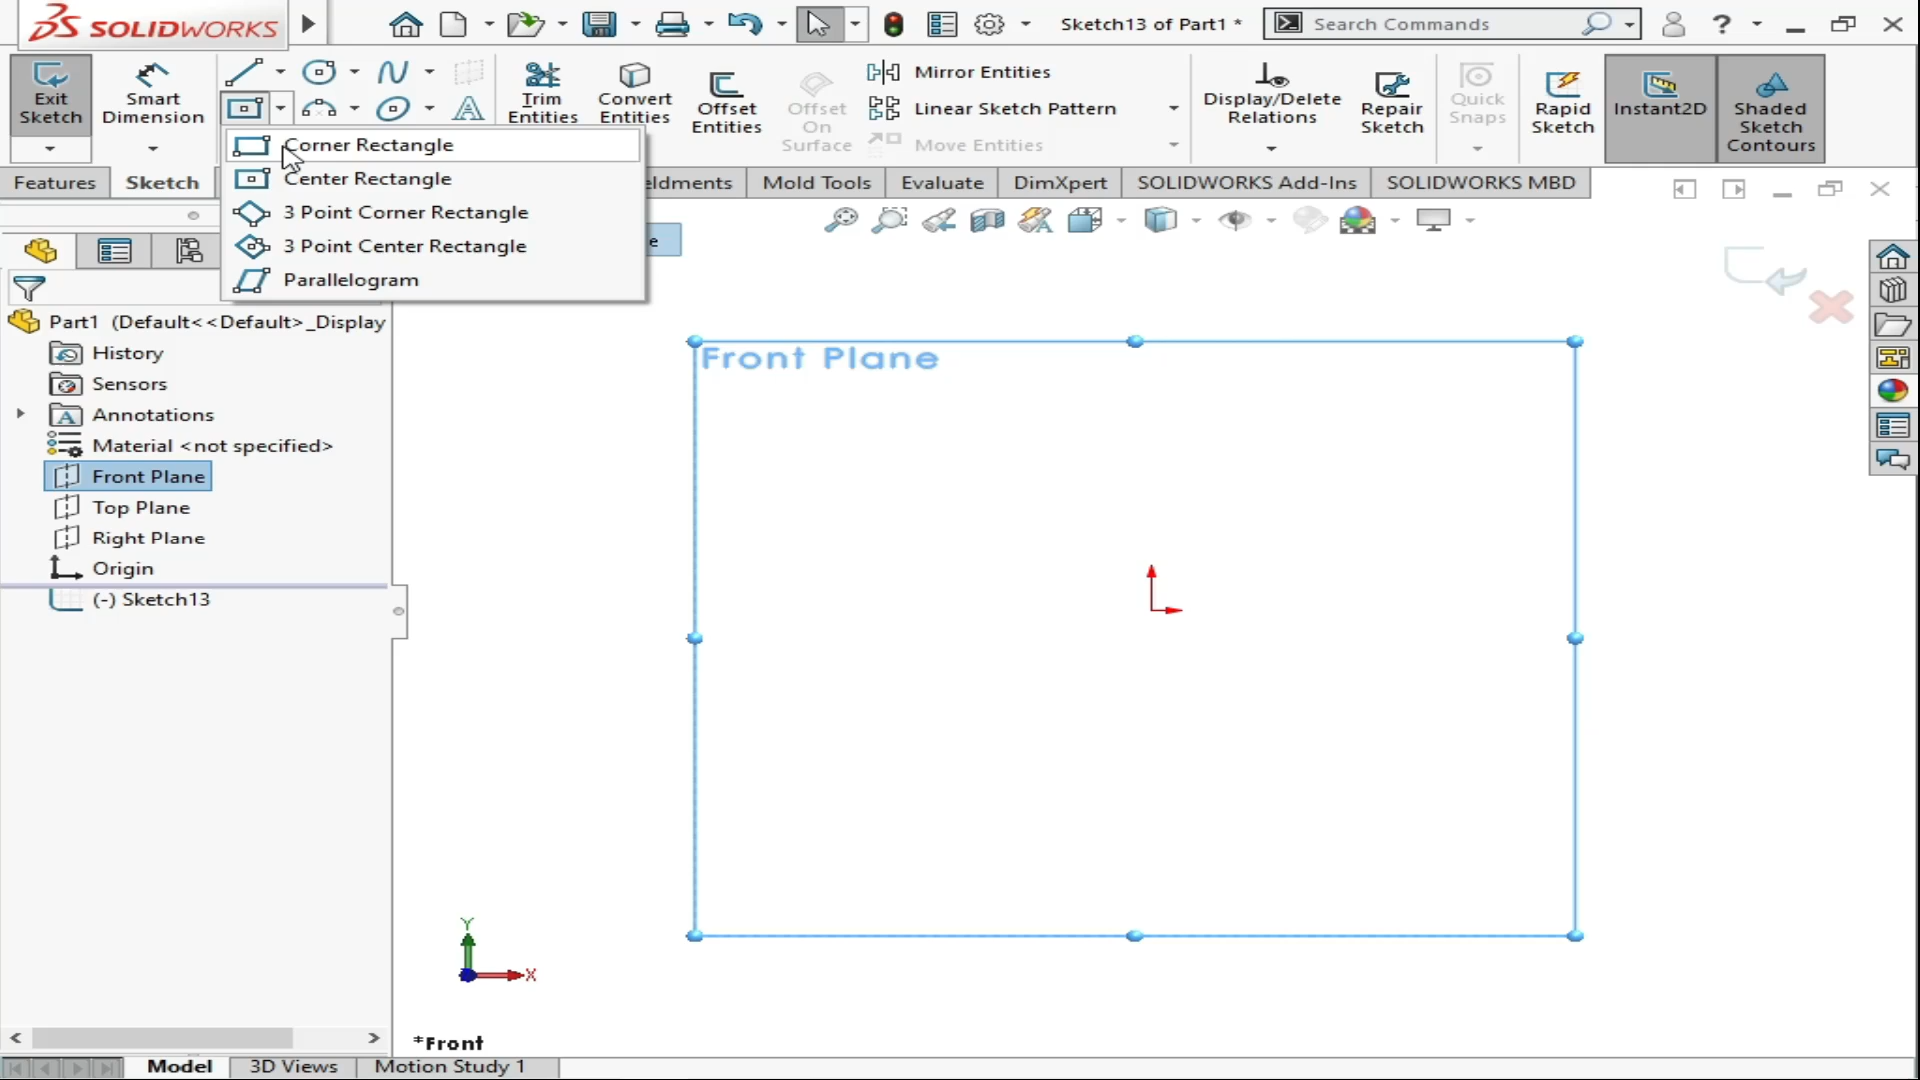 SOLIDWORKS
Sketch13 of Part1 *
Search Commands
?
Exit Sketch
Smart Dimension
Trim Entities
Convert Entities
Offset Entities
Offset On Surface
Mirror Entities
Linear Sketch Pattern
Move Entities
Display/Delete Relations
Repair Sketch
Quick Snaps
Rapid Sketch
Instant2D
Shaded Sketch Contours
Corner Rectangle
Center Rectangle
3 Point Corner Rectangle
3 Point Center Rectangle
Parallelogram
Features
Sketch
eldments
Mold Tools
Evaluate
DimXpert
SOLIDWORKS Add-Ins
SOLIDWORKS MBD
e
Part1 (Default<<Default>_Display
History
Sensors
Annotations
Material <not specified>
Front Plane
Top Plane
Right Plane
Origin
(-) Sketch13
Front Plane
Y
X
*Front
Model
3D Views
Motion Study 1